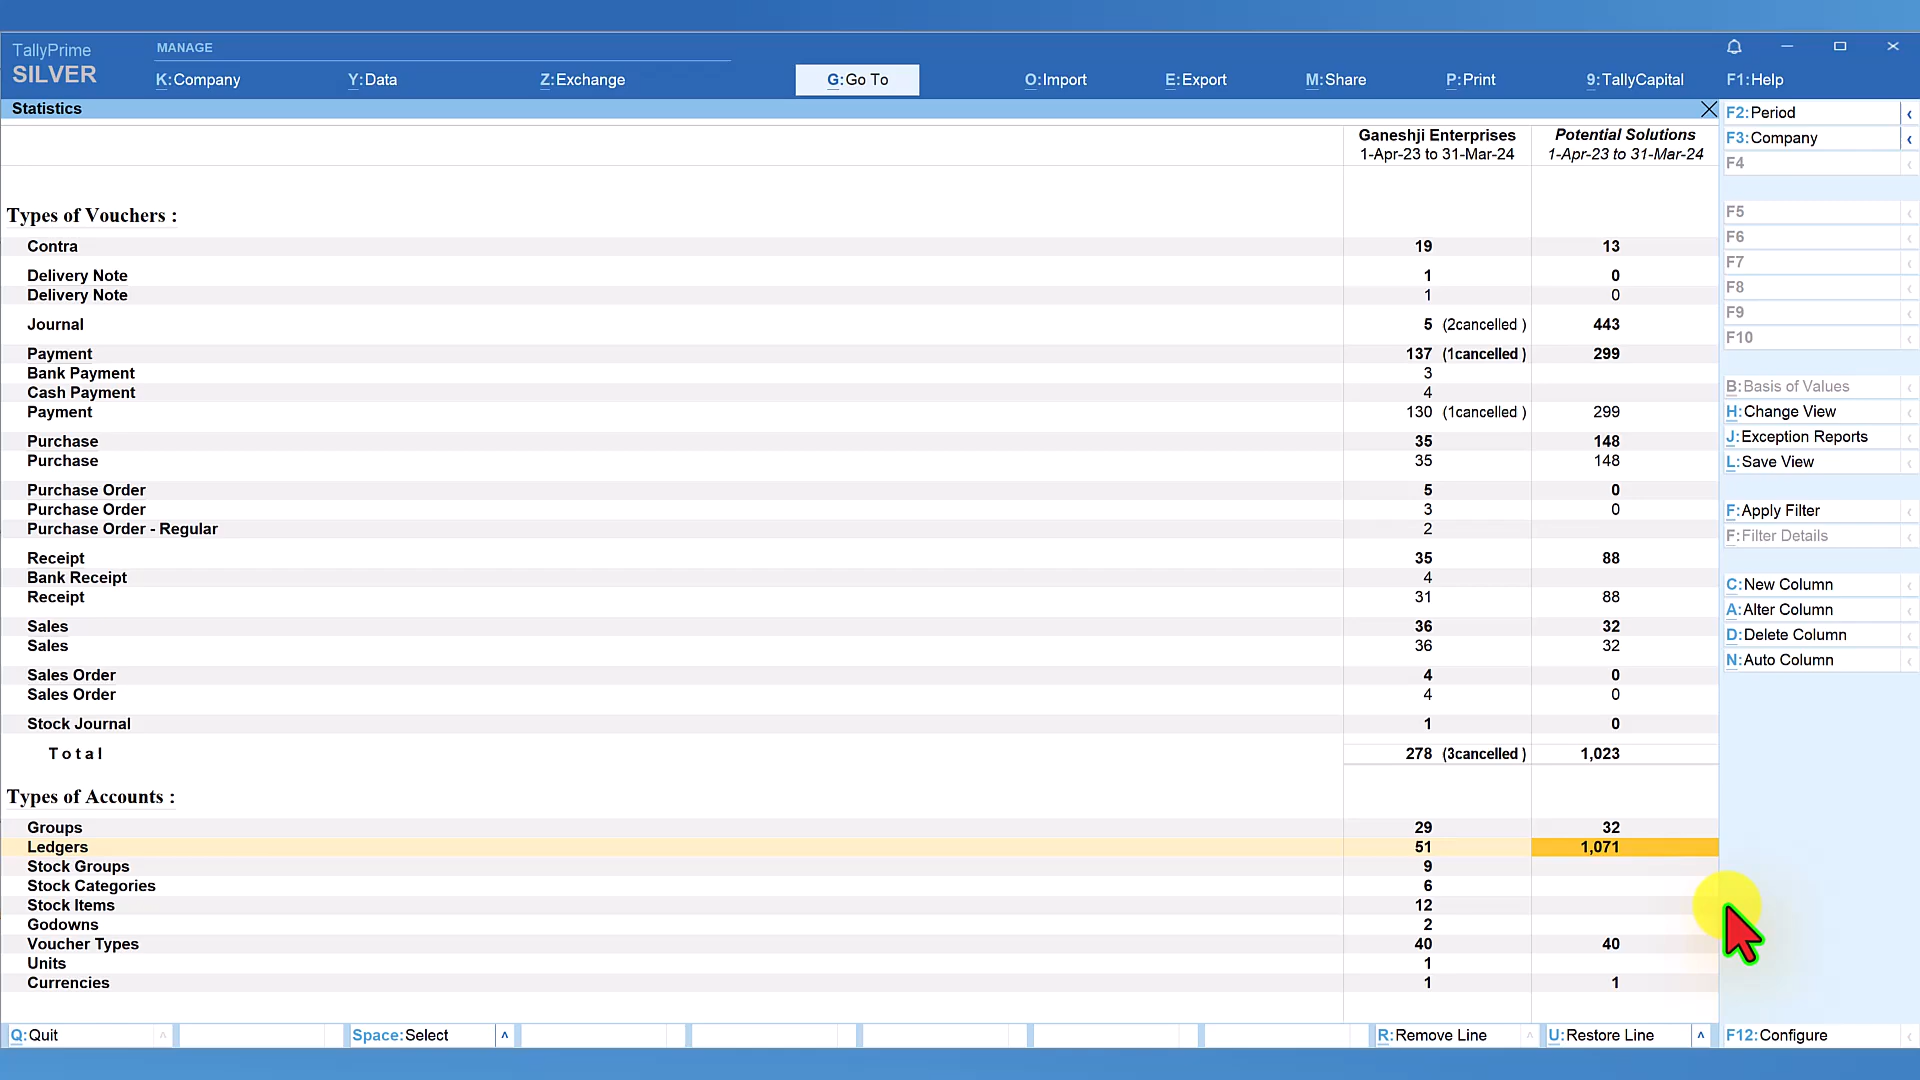 TallyPrime
SILVER
MANAGE
K:Company Y:Data Z:Exchange G:Go To O:Import E:Export M:Share P:Print 9:TallyCapital F1:Help
Statistics
Ganeshji Enterprises Potential Solutions
1-Apr-23 to 31-Mar-24 1-Apr-23 to 31-Mar-24
Types of Vouchers :
Contra 19 13
Delivery Note 1 0
Delivery Note 1 0
Journal 5 (2cancelled ) 443
Payment 137 (1cancelled ) 299
Bank Payment 3
Cash Payment 4
Payment 130 (1cancelled ) 299
Purchase 35 148
Purchase 35 148
Purchase Order 5 0
Purchase Order 3 0
Purchase Order - Regular 2
Receipt 35 88
Bank Receipt 4
Receipt 31 88
Sales 36 32
Sales 36 32
Sales Order 4 0
Sales Order 4 0
Stock Journal 1 0
Total 278 (3cancelled ) 1,023
Types of Accounts :
Groups 29 32
Ledgers 51 1,071
Stock Groups 9
Stock Categories 6
Stock Items 12
Godowns 2
Voucher Types 40 40
Units 1
Currencies 1 1
F2:Period
F3:Company
F4
F5
F6
F7
F8
F9
F10
B:Basis of Values
H:Change View
J:Exception Reports
L:Save View
F:Apply Filter
F:Filter Details
C:New Column
A:Alter Column
D:Delete Column
N:Auto Column
Q:Quit Space:Select R:Remove Line U:Restore Line F12:Configure